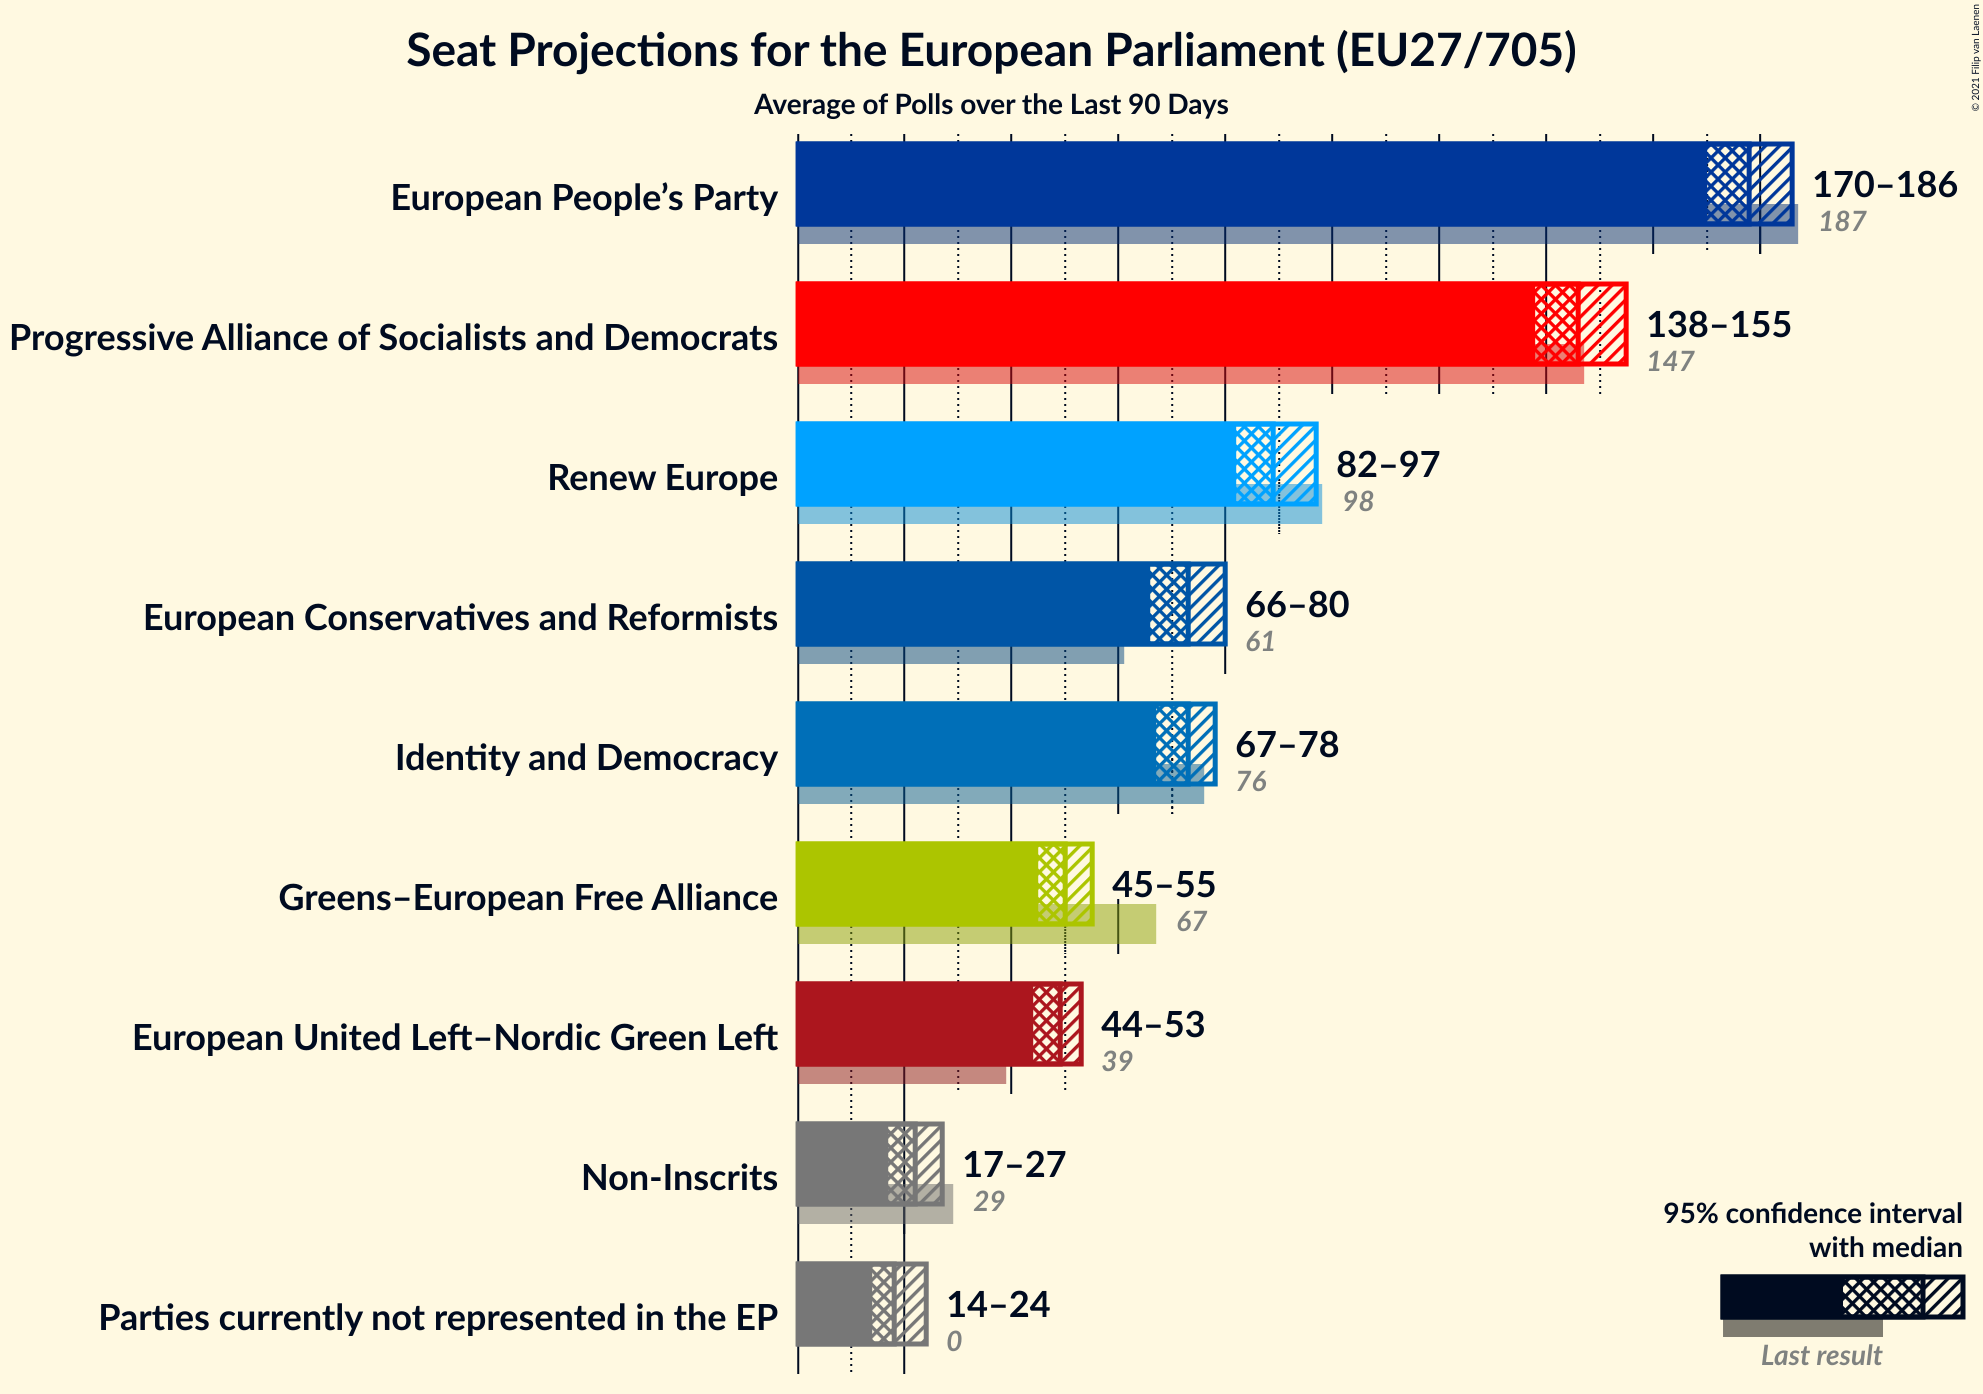 Seat Projections for the European Parliament (EU27/705)
Average of Polls over the Last 90 Days
© 2021 Filip van Laenen
European People’s Party
170–186
187
Progressive Alliance of Socialists and Democrats
138–155
147
Renew Europe
82–97
98
European Conservatives and Reformists
66–80
61
Identity and Democracy
67–78
76
Greens–European Free Alliance
45–55
67
European United Left–Nordic Green Left
44–53
39
Non-Inscrits
17–27
29
Parties currently not represented in the EP
14–24
0
95% confidence interval
with median
Last result